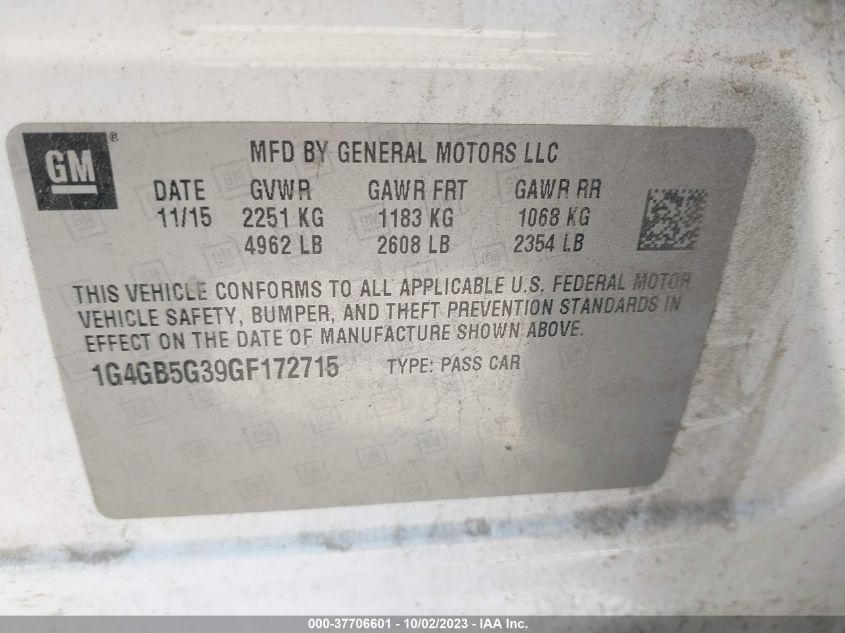 GM ®
MFD BY GENERAL MOTORS LLC
DATE GVWR GAWR FRT GAWR RR
11/15 2251 KG 1183 KG 1068 KG
4962 LB 2608 LB 2354 LB
THIS VEHICLE CONFORMS TO ALL APPLICABLE U.S. FEDERAL MOTOR
VEHICLE SAFETY, BUMPER, AND THEFT PREVENTION STANDARDS IN
EFFECT ON THE DATE OF MANUFACTURE SHOWN ABOVE.
1G4GB5G39GF172715 TYPE: PASS CAR
000-37706601 - 10/02/2023 - IAA Inc.